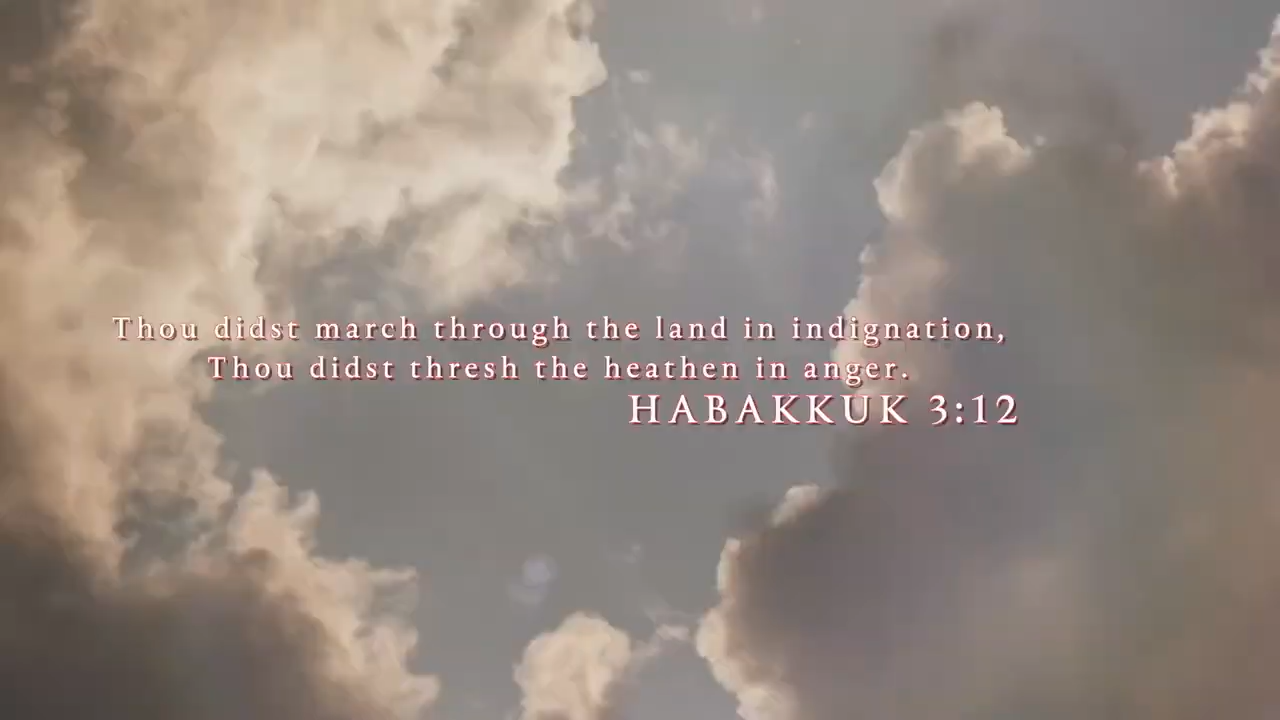 Thou didst march through the land in indignation,
Thou didst thresh the heathen in anger.
HABAKKUK 3:12